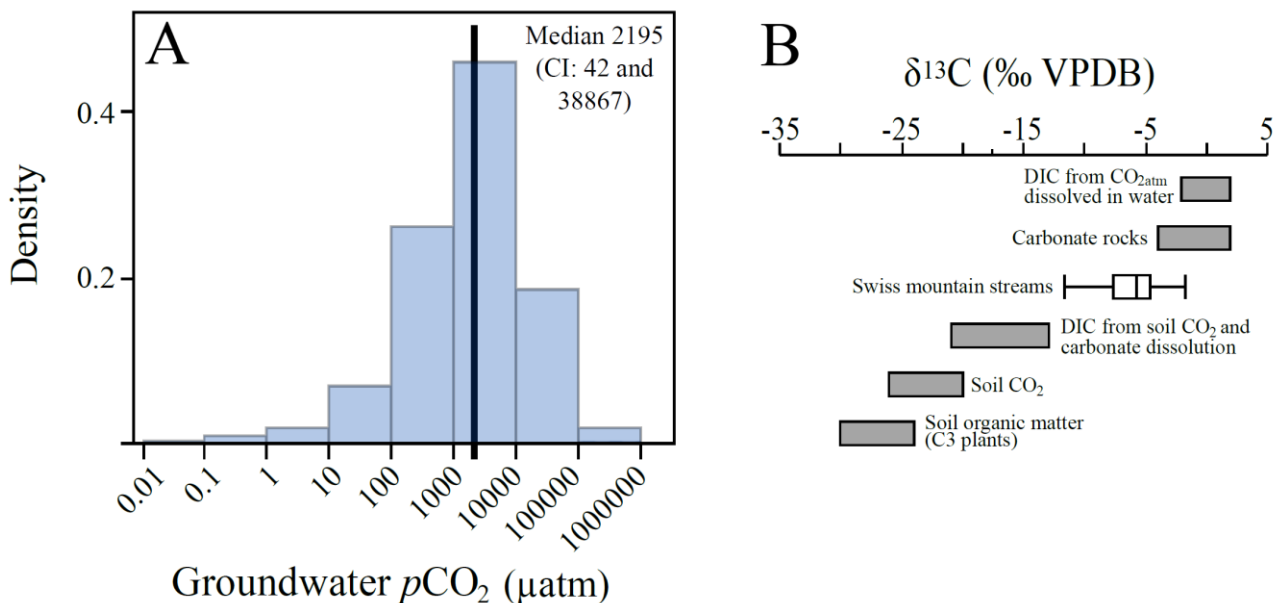 A
Median 2195
(CI: 42 and
38867)
0.4
0.2
Density
0.01
0.1
1
10
100
1000
10000
100000
1000000
Groundwater pCO₂ (µatm)
B
δ¹³C (‰ VPDB)
-35
-25
-15
-5
5
DIC from CO₂atm
dissolved in water
Carbonate rocks
Swiss mountain streams
DIC from soil CO₂ and
carbonate dissolution
Soil CO₂
Soil organic matter
(C3 plants)